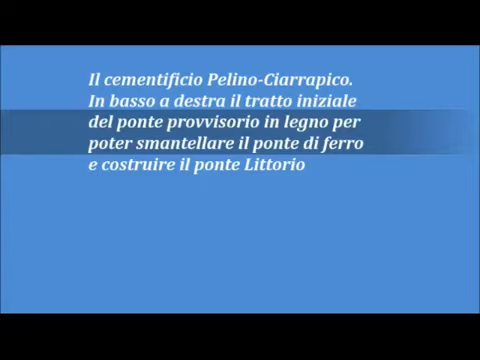 Il cementificio Pelino-Ciarrapico.
In basso a destra il tratto iniziale
del ponte provvisorio in legno per
poter smantellare il ponte di ferro
e costruire il ponte Littorio